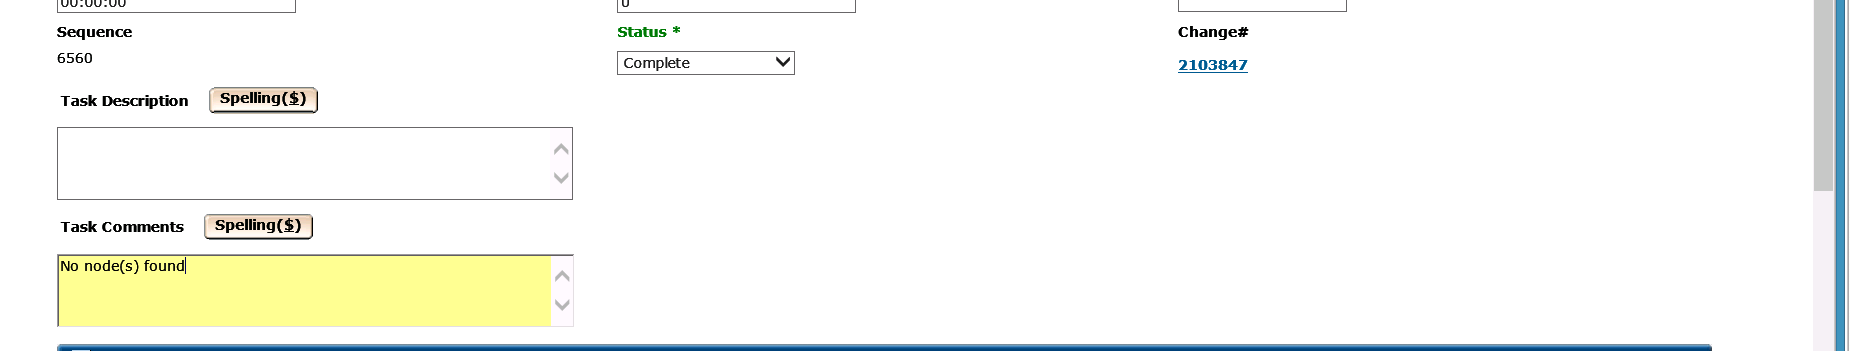 00:00:00 0
Sequence Status * Change#
6560 Complete 2103847
Task Description Spelling($)
Task Comments Spelling($)
No node(s) found